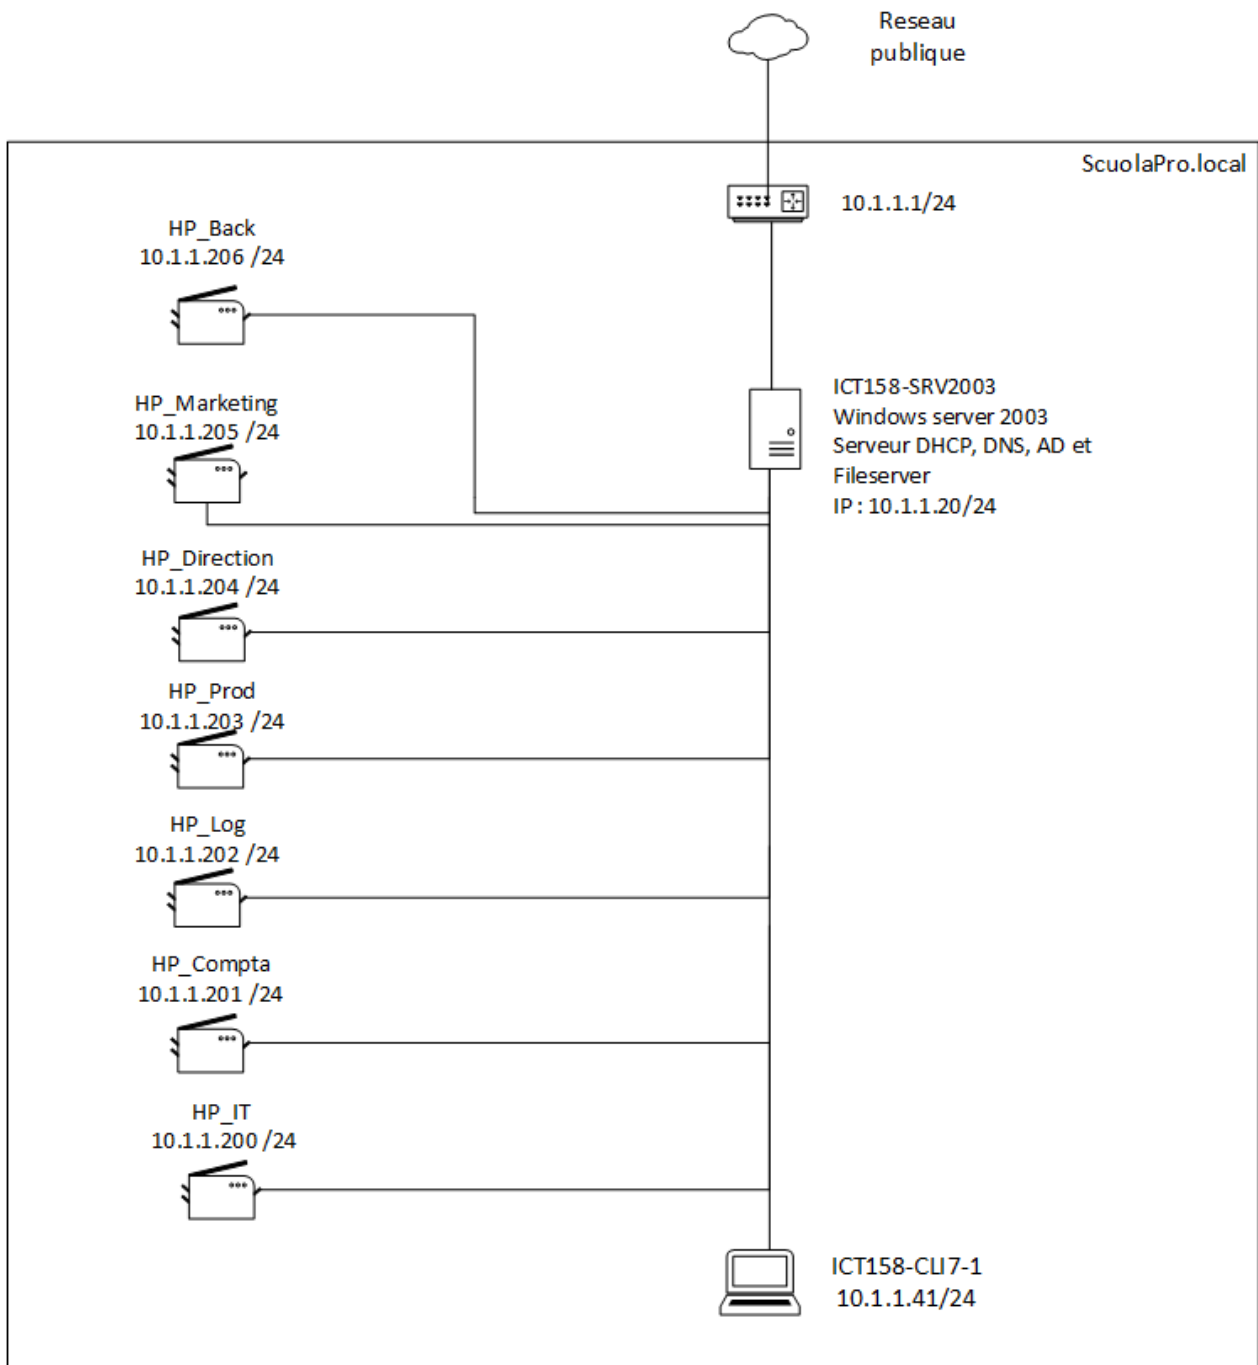 Reseau
publique
ScuolaPro.local
10.1.1.1/24
HP_Back
10.1.1.206 /24
ICT158-SRV2003
Windows server 2003
Serveur DHCP, DNS, AD et
Fileserver
IP : 10.1.1.20/24
HP_Marketing
10.1.1.205 /24
HP_Direction
10.1.1.204 /24
HP_Prod
10.1.1.203 /24
HP_Log
10.1.1.202 /24
HP_Compta
10.1.1.201 /24
HP_IT
10.1.1.200 /24
ICT158-CLI7-1
10.1.1.41/24